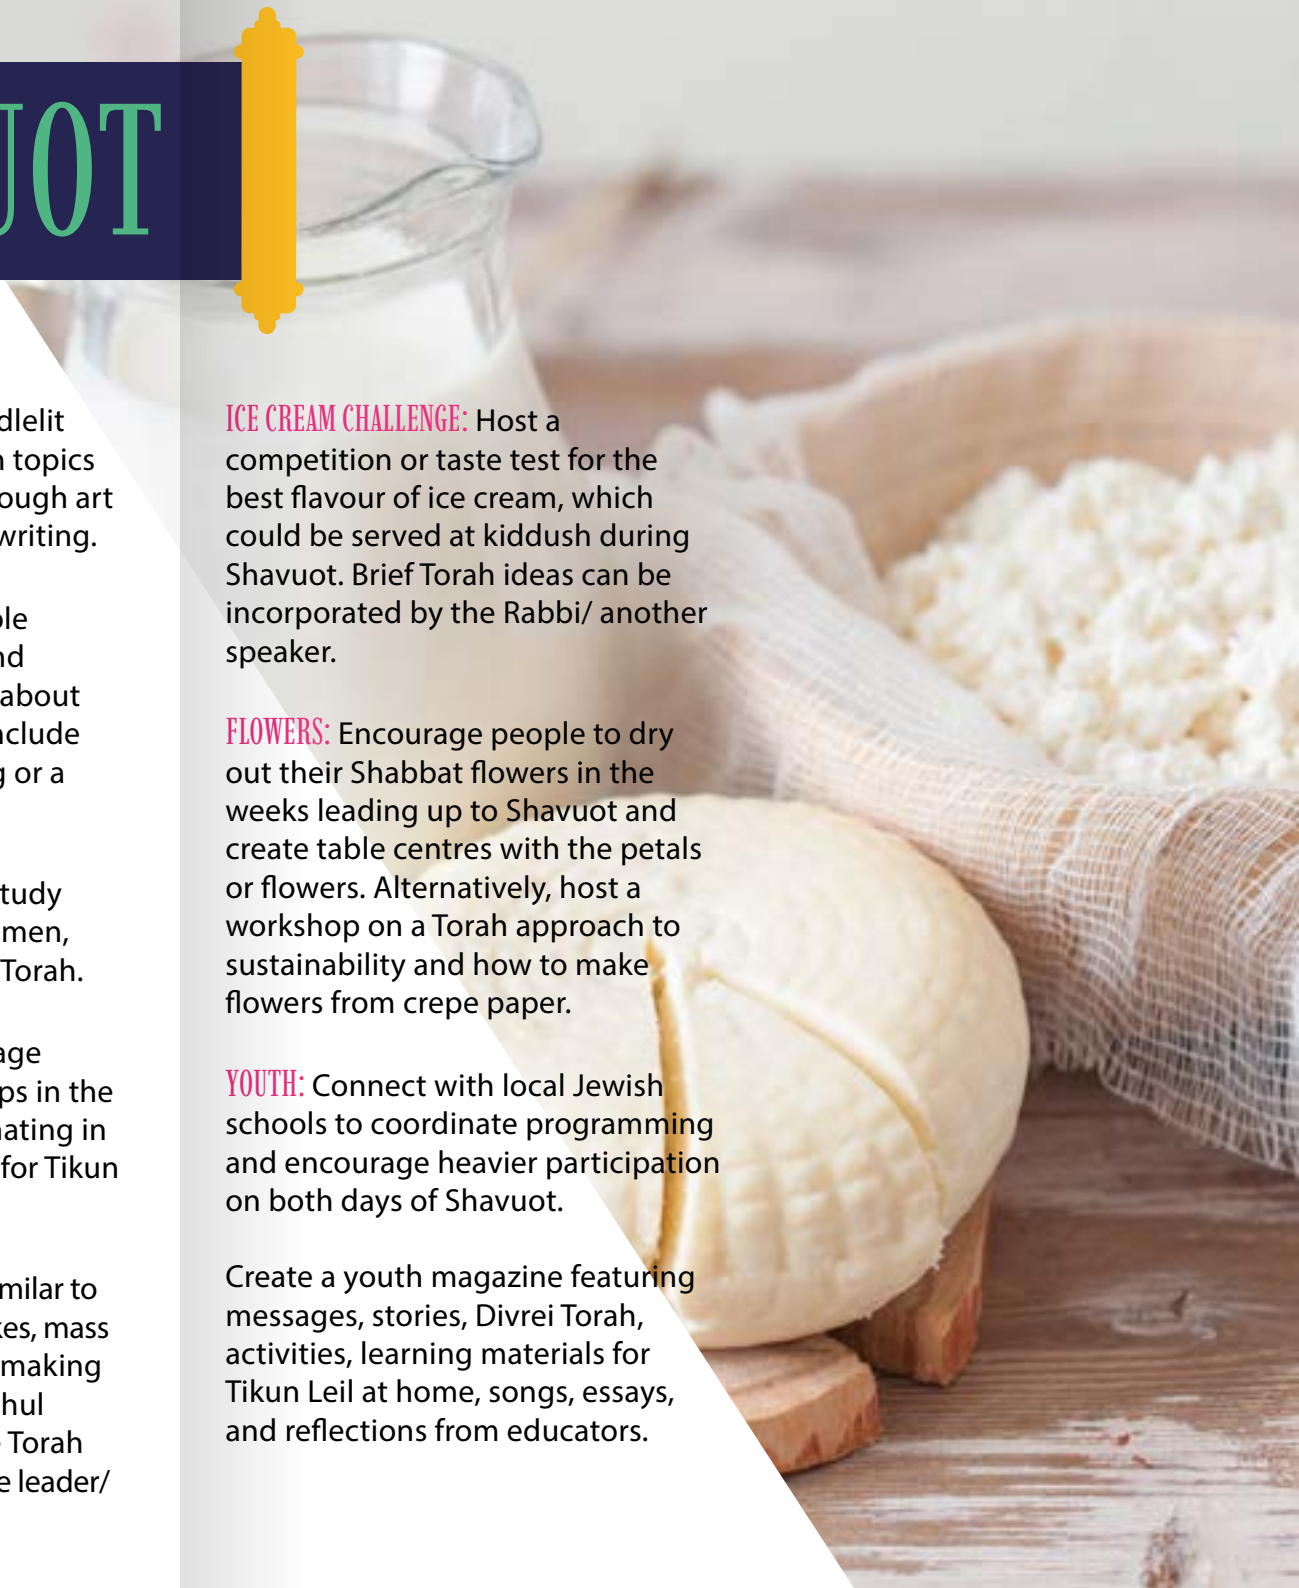 UOT
dlelit
n topics
ough art
writing.
ple
nd
about
nclude
g or a
tudy
men,
Torah.
age
ps in the
nating in
for Tikun
milar to
kes, mass
making
hul
Torah
e leader/
ICE CREAM CHALLENGE: Host a
competition or taste test for the
best flavour of ice cream, which
could be served at kiddush during
Shavuot. Brief Torah ideas can be
incorporated by the Rabbi/ another
speaker.
FLOWERS: Encourage people to dry
out their Shabbat flowers in the
weeks leading up to Shavuot and
create table centres with the petals
or flowers. Alternatively, host a
workshop on a Torah approach to
sustainability and how to make
flowers from crepe paper.
YOUTH: Connect with local Jewish
schools to coordinate programming
and encourage heavier participation
on both days of Shavuot.
Create a youth magazine featuring
messages, stories, Divrei Torah,
activities, learning materials for
Tikun Leil at home, songs, essays,
and reflections from educators.